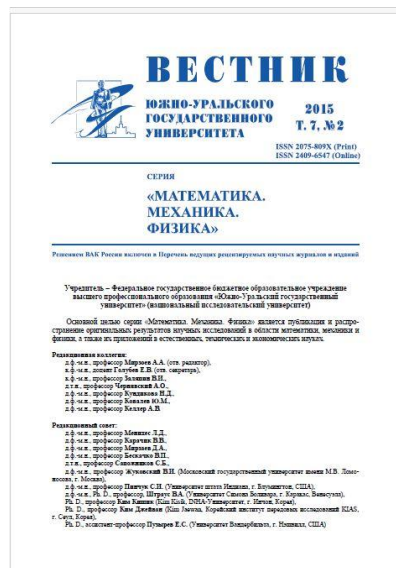 ВЕСТНИК
ЮЖНО-УРАЛЬСКОГО
ГОСУДАРСТВЕННОГО
УНИВЕРСИТЕТА
2015
Т. 7, № 2
ISSN 2075-809X (Print)
ISSN 2409-6547 (Online)
СЕРИЯ
«МАТЕМАТИКА.
МЕХАНИКА.
ФИЗИКА»
Решением ВАК России включен в Перечень ведущих рецензируемых научных журналов и изданий
Учредитель – Федеральное государственное бюджетное образовательное учреждение
высшего профессионального образования «Южно-Уральский государственный
университет» (национальный исследовательский университет)
Основной целью серии «Математика. Механика. Физика» является публикация и распро-
странение оригинальных результатов научных исследований в области математики, механики и
физики, а также их приложений в естественных, технических и экономических науках.
Редакционная коллегия:
д.ф.-м.н., профессор Мирзоев А.А. (отв. редактор),
к.ф.-м.н., доцент Голубев Е.В. (отв. секретарь),
к.ф.-м.н., профессор Заляпин В.И.,
д.т.н., профессор Чернявский А.О.,
д.ф.-м.н., профессор Кундикова Н.Д.,
д.ф.-м.н., профессор Ковалев Ю.М.,
д.ф.-м.н., профессор Келлер А.В.
Редакционный совет:
д.ф.-м.н., профессор Менихес Л.Д.,
д.ф.-м.н., профессор Карачик В.В.,
д.ф.-м.н., профессор Мирзаев Д.А.,
д.ф.-м.н., профессор Бескачко В.П.,
д.т.н., профессор Сапожников С.Б.,
д.ф.-м.н., профессор Жуковский В.И. (Московский государственный университет имени М.В. Ломо-
носова, г. Москва),
д.ф.-м.н., профессор Пинчук С.И. (Университет штата Индиана, г. Блумингтон, США),
д.ф.-м.н., Ph. D., профессор, Штраус В.А. (Университет Симона Боливара, г. Каракас, Венесуэла),
Ph. D., профессор Ким Кишик (Kim Kisik, INHA-Университет, г. Инчон, Корея),
Ph. D., профессор Ким Джейван (Kim Jaewan, Корейский институт передовых исследований KIAS,
г. Сеул, Корея),
Ph. D., ассистент-профессор Пузырев Е.С. (Университет Вандербильта, г. Нэшвилл, США)